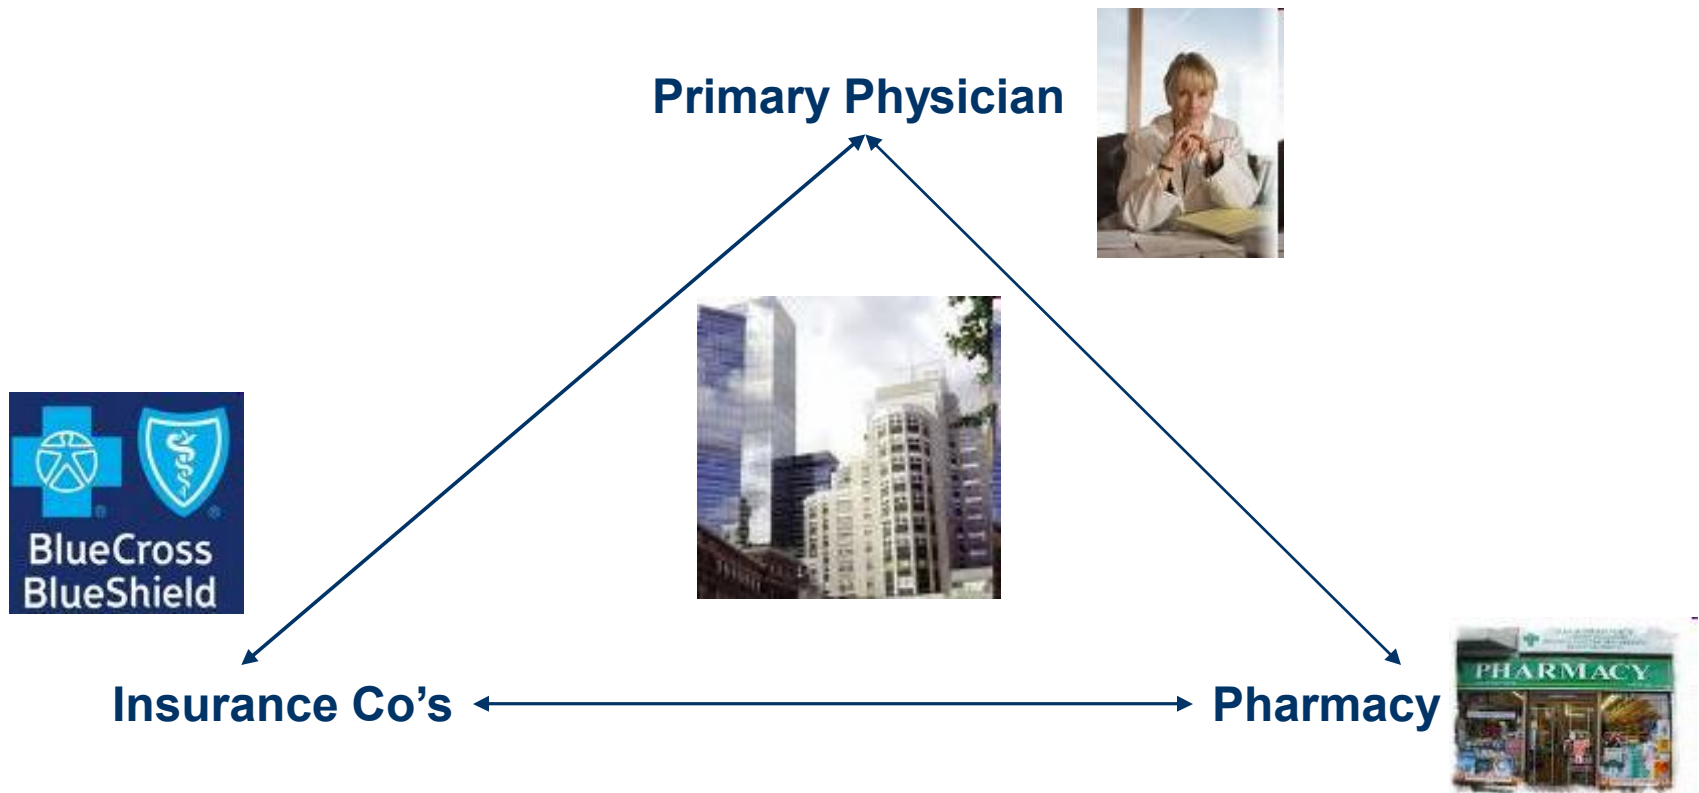 Primary Physician
BlueCross
BlueShield
PHARMACY
Insurance Co’s
Pharmacy